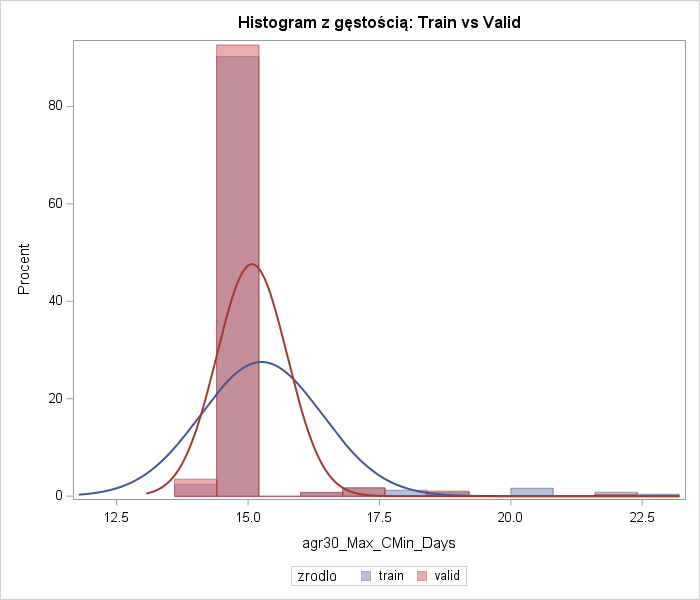 Histogram z gęstością: Train vs Valid
Procent
80
60
40
20
0
12.5 15.0 17.5 20.0 22.5
agr30_Max_CMin_Days
zrodlo train valid